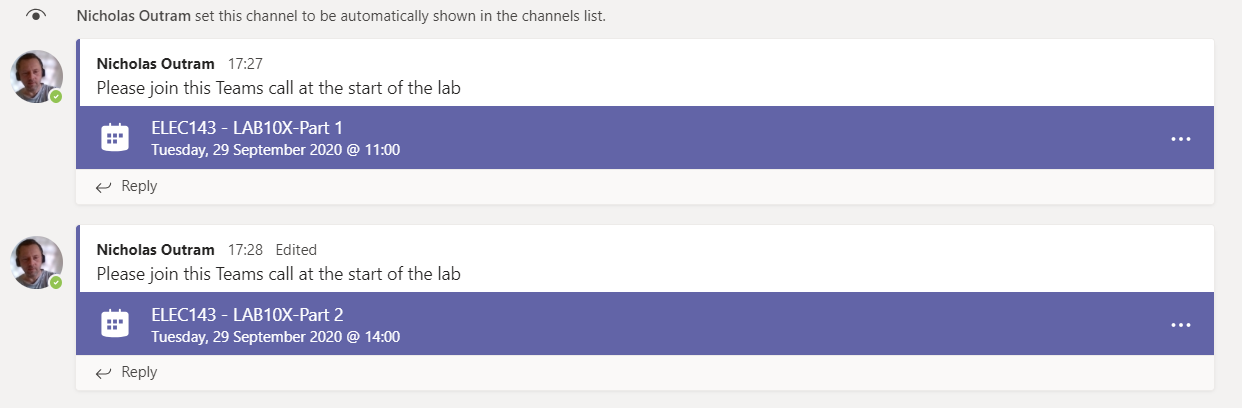 Nicholas Outram set this channel to be automatically shown in the channels list.
Nicholas Outram 17:27
Please join this Teams call at the start of the lab
ELEC143 - LAB10X-Part 1
Tuesday, 29 September 2020 @ 11:00
Reply
Nicholas Outram 17:28 Edited
Please join this Teams call at the start of the lab
ELEC143 - LAB10X-Part 2
Tuesday, 29 September 2020 @ 14:00
Reply